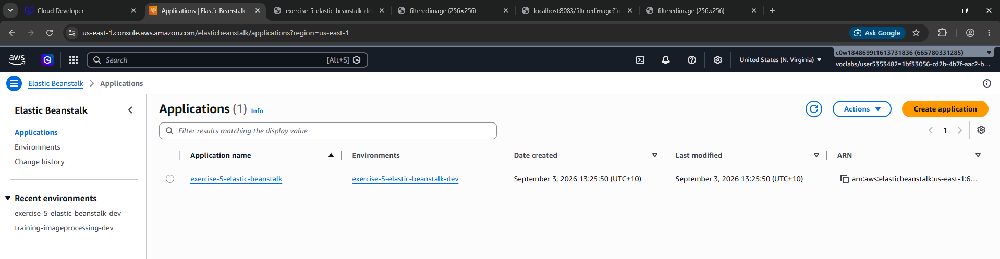 Cloud Developer
Applications | Elastic Beanstalk
exercise-5-elastic-beanstalk-de
filteredimage (256×256)
localhost:8083/filteredimage?im
filteredimage (256×256)
us-east-1.console.aws.amazon.com/elasticbeanstalk/applications?region=us-east-1
Ask Google
aws
Search
[Alt+S]
United States (N. Virginia)
c0w1848699t1613731836 (665780331285)
voclabs/user5353482=1bf33056-cd2b-4b7f-aac2-b...
Elastic Beanstalk
Applications
Elastic Beanstalk
Applications
Environments
Change history
Recent environments
exercise-5-elastic-beanstalk-dev
training-imageprocessing-dev
Applications (1) Info
Actions
Create application
Filter results matching the display value
1
Application name
Environments
Date created
Last modified
ARN
exercise-5-elastic-beanstalk
exercise-5-elastic-beanstalk-dev
September 3, 2026 13:25:50 (UTC+10)
September 3, 2026 13:25:50 (UTC+10)
arn:aws:elasticbeanstalk:us-east-1:6...